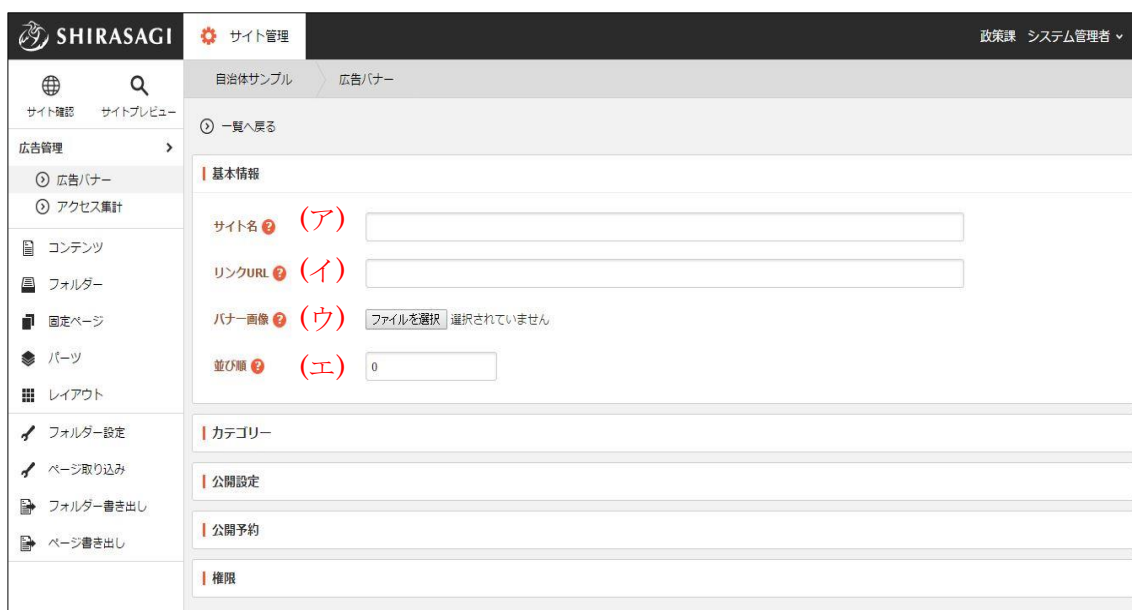 SHIRASAGI サイト管理 政策課 システム管理者
サイト確認 サイトプレビュー
自治体サンプル 広告バナー
一覧へ戻る
広告管理
広告バナー
アクセス集計
コンテンツ
フォルダー
固定ページ
パーツ
レイアウト
フォルダー設定
ページ取り込み
フォルダー書き出し
ページ書き出し
基本情報
サイト名 ? (ア)
リンクURL ? (イ)
バナー画像 ? (ウ) ファイルを選択 選択されていません
並び順 ? (エ) 0
カテゴリー
公開設定
公開予約
権限